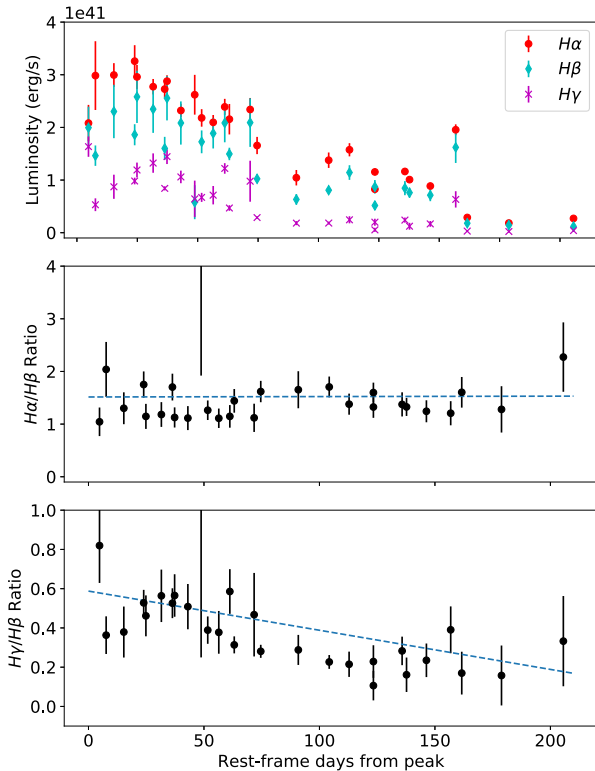 1e41
Luminosity (erg/s)
4
3
2
1
0
Hα
Hβ
Hγ
Hα/Hβ Ratio
4
3
2
1
0
Hγ/Hβ Ratio
1.0
0.8
0.6
0.4
0.2
0.0
0 50 100 150 200
Rest-frame days from peak